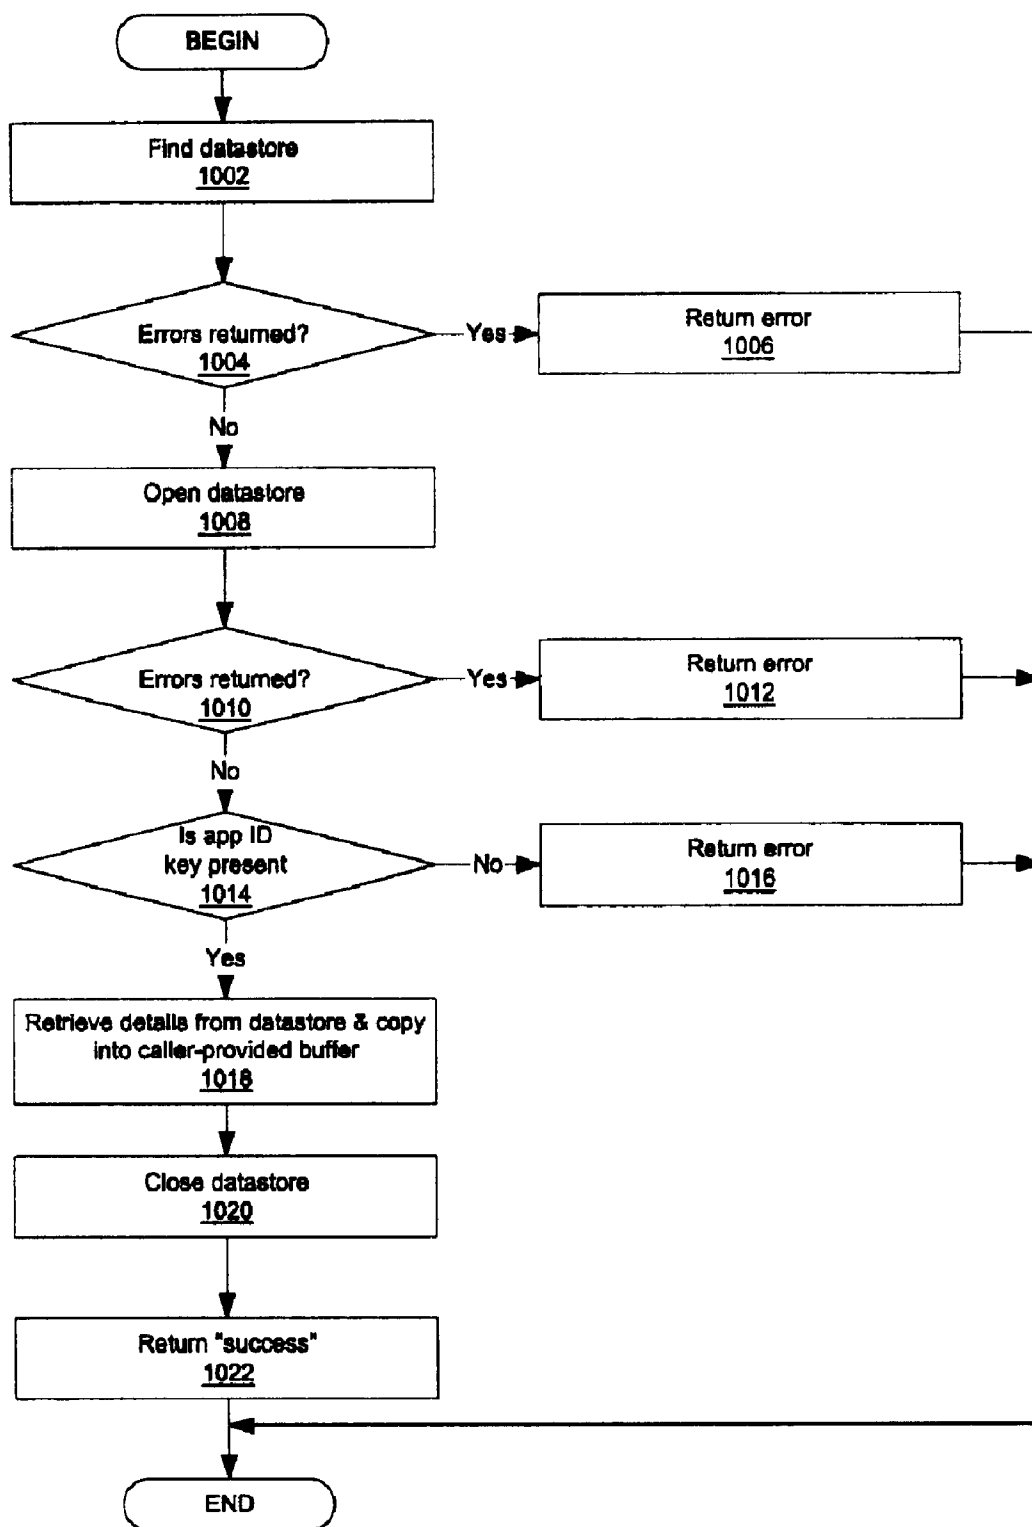 BEGIN
Find datastore
1002
Errors returned?
1004
Yes
Return error
1006
No
Open datastore
1008
Errors returned?
1010
Yes
Return error
1012
No
Is app ID
key present
1014
No
Return error
1016
Yes
Retrieve details from datastore & copy
into caller-provided buffer
1018
Close datastore
1020
Return "success"
1022
END